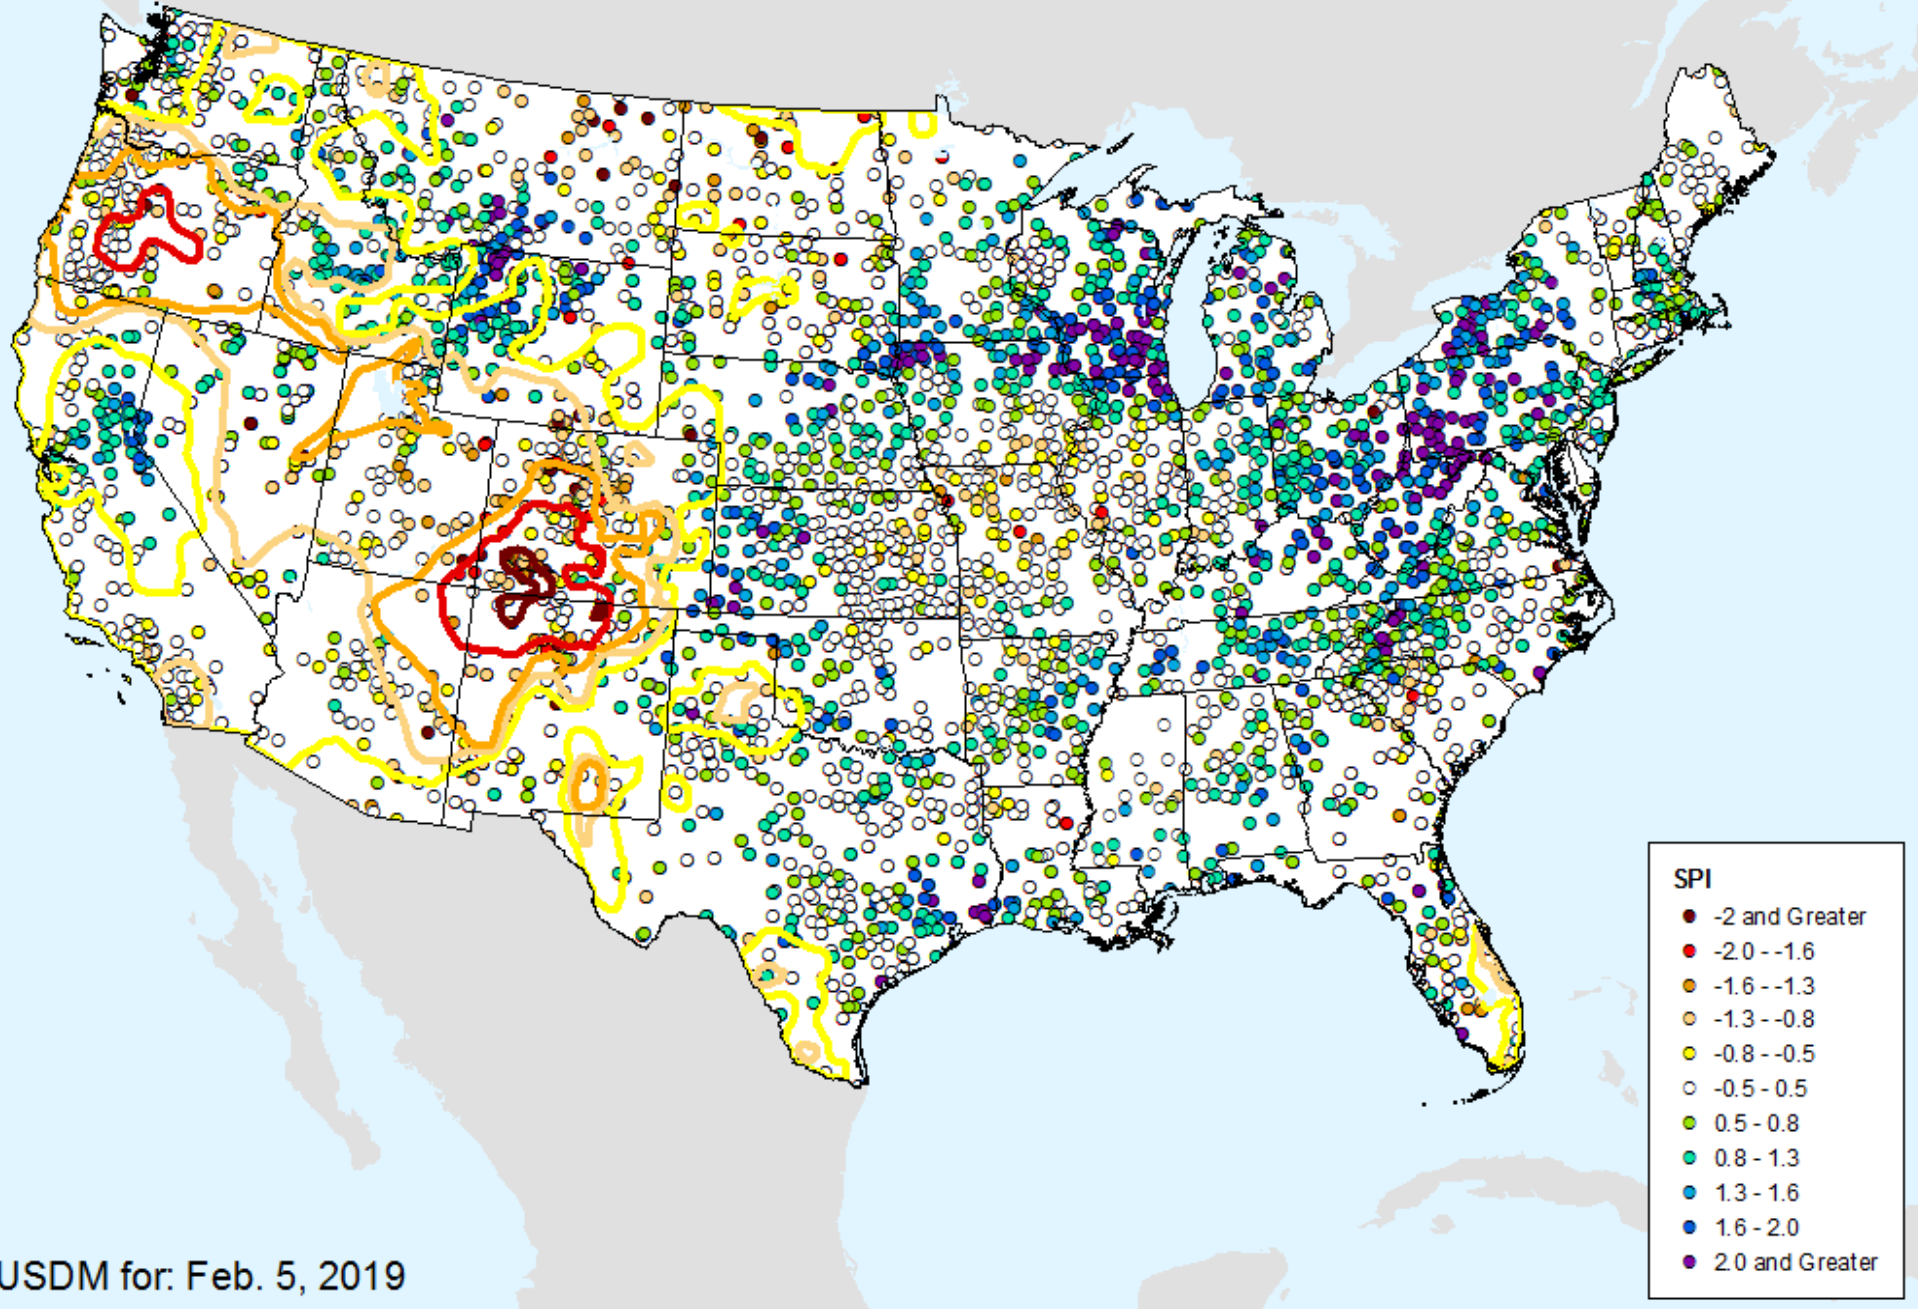 SPI
-2 and Greater
-2.0 - -1.6
-1.6 - -1.3
-1.3 - -0.8
-0.8 - -0.5
-0.5 - 0.5
0.5 - 0.8
0.8 - 1.3
1.3 - 1.6
1.6 - 2.0
2.0 and Greater
USDM for: Feb. 5, 2019